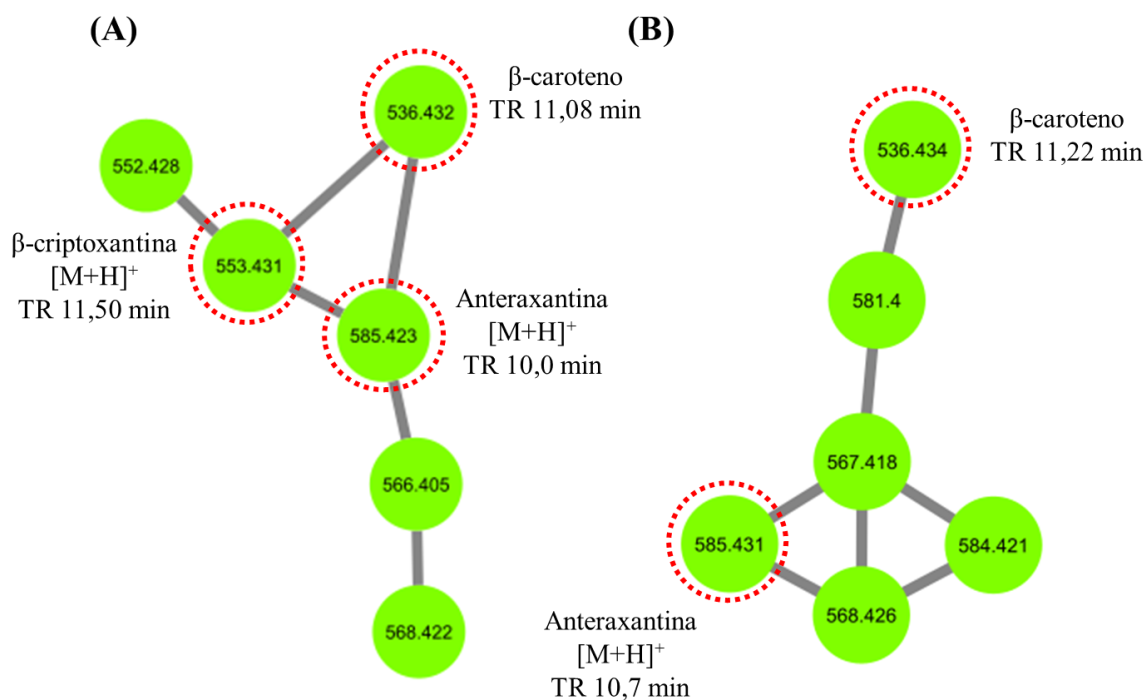 (A)
β-caroteno
TR 11,08 min
536.432
552.428
β-criptoxantina
[M+H]⁺
TR 11,50 min
553.431
Anteraxantina
[M+H]⁺
TR 10,0 min
585.423
566.405
568.422
(B)
β-caroteno
TR 11,22 min
536.434
581.4
567.418
585.431
584.421
568.426
Anteraxantina
[M+H]⁺
TR 10,7 min